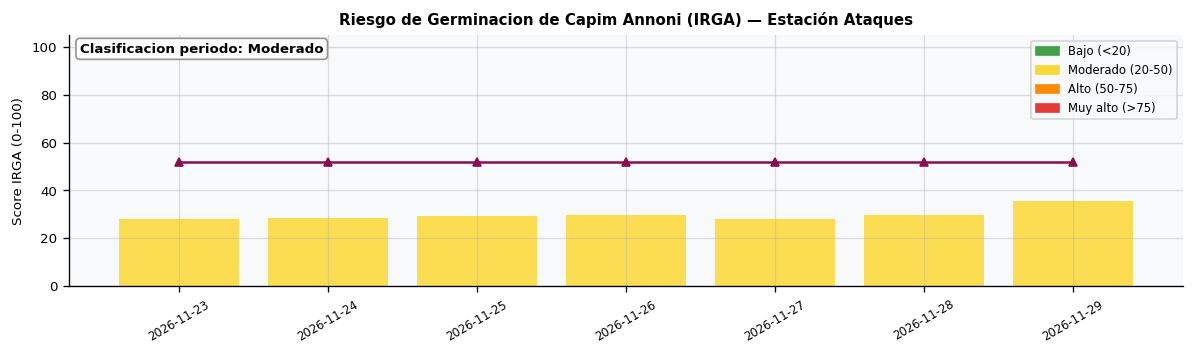 Riesgo de Germinacion de Capim Annoni (IRGA) — Estación Ataques
Clasificacion periodo: Moderado
Bajo (<20)
Moderado (20-50)
Alto (50-75)
Muy alto (>75)
Score IRGA (0-100)
100
80
60
40
20
0
2026-11-23
2026-11-24
2026-11-25
2026-11-26
2026-11-27
2026-11-28
2026-11-29